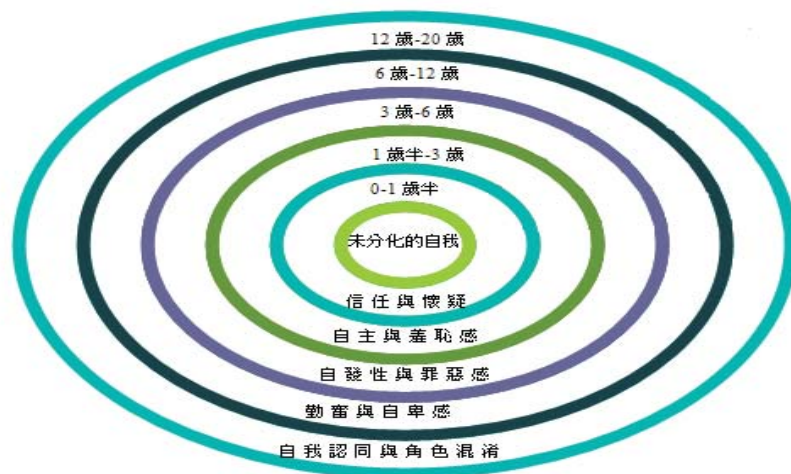 12 歲-20 歲
6 歲-12 歲
3 歲-6 歲
1 歲半-3 歲
0-1 歲半
未分化的自我
信任與懷疑
自主與羞恥感
自發性與罪惡感
勤奮與自卑感
自我認同與角色混淆